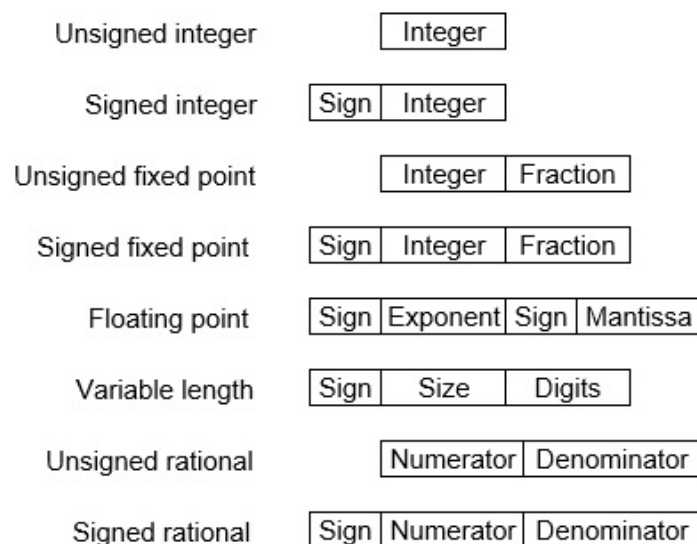 Unsigned integer Integer
Signed integer Sign Integer
Unsigned fixed point Integer Fraction
Signed fixed point Sign Integer Fraction
Floating point Sign Exponent Sign Mantissa
Variable length Sign Size Digits
Unsigned rational Numerator Denominator
Signed rational Sign Numerator Denominator